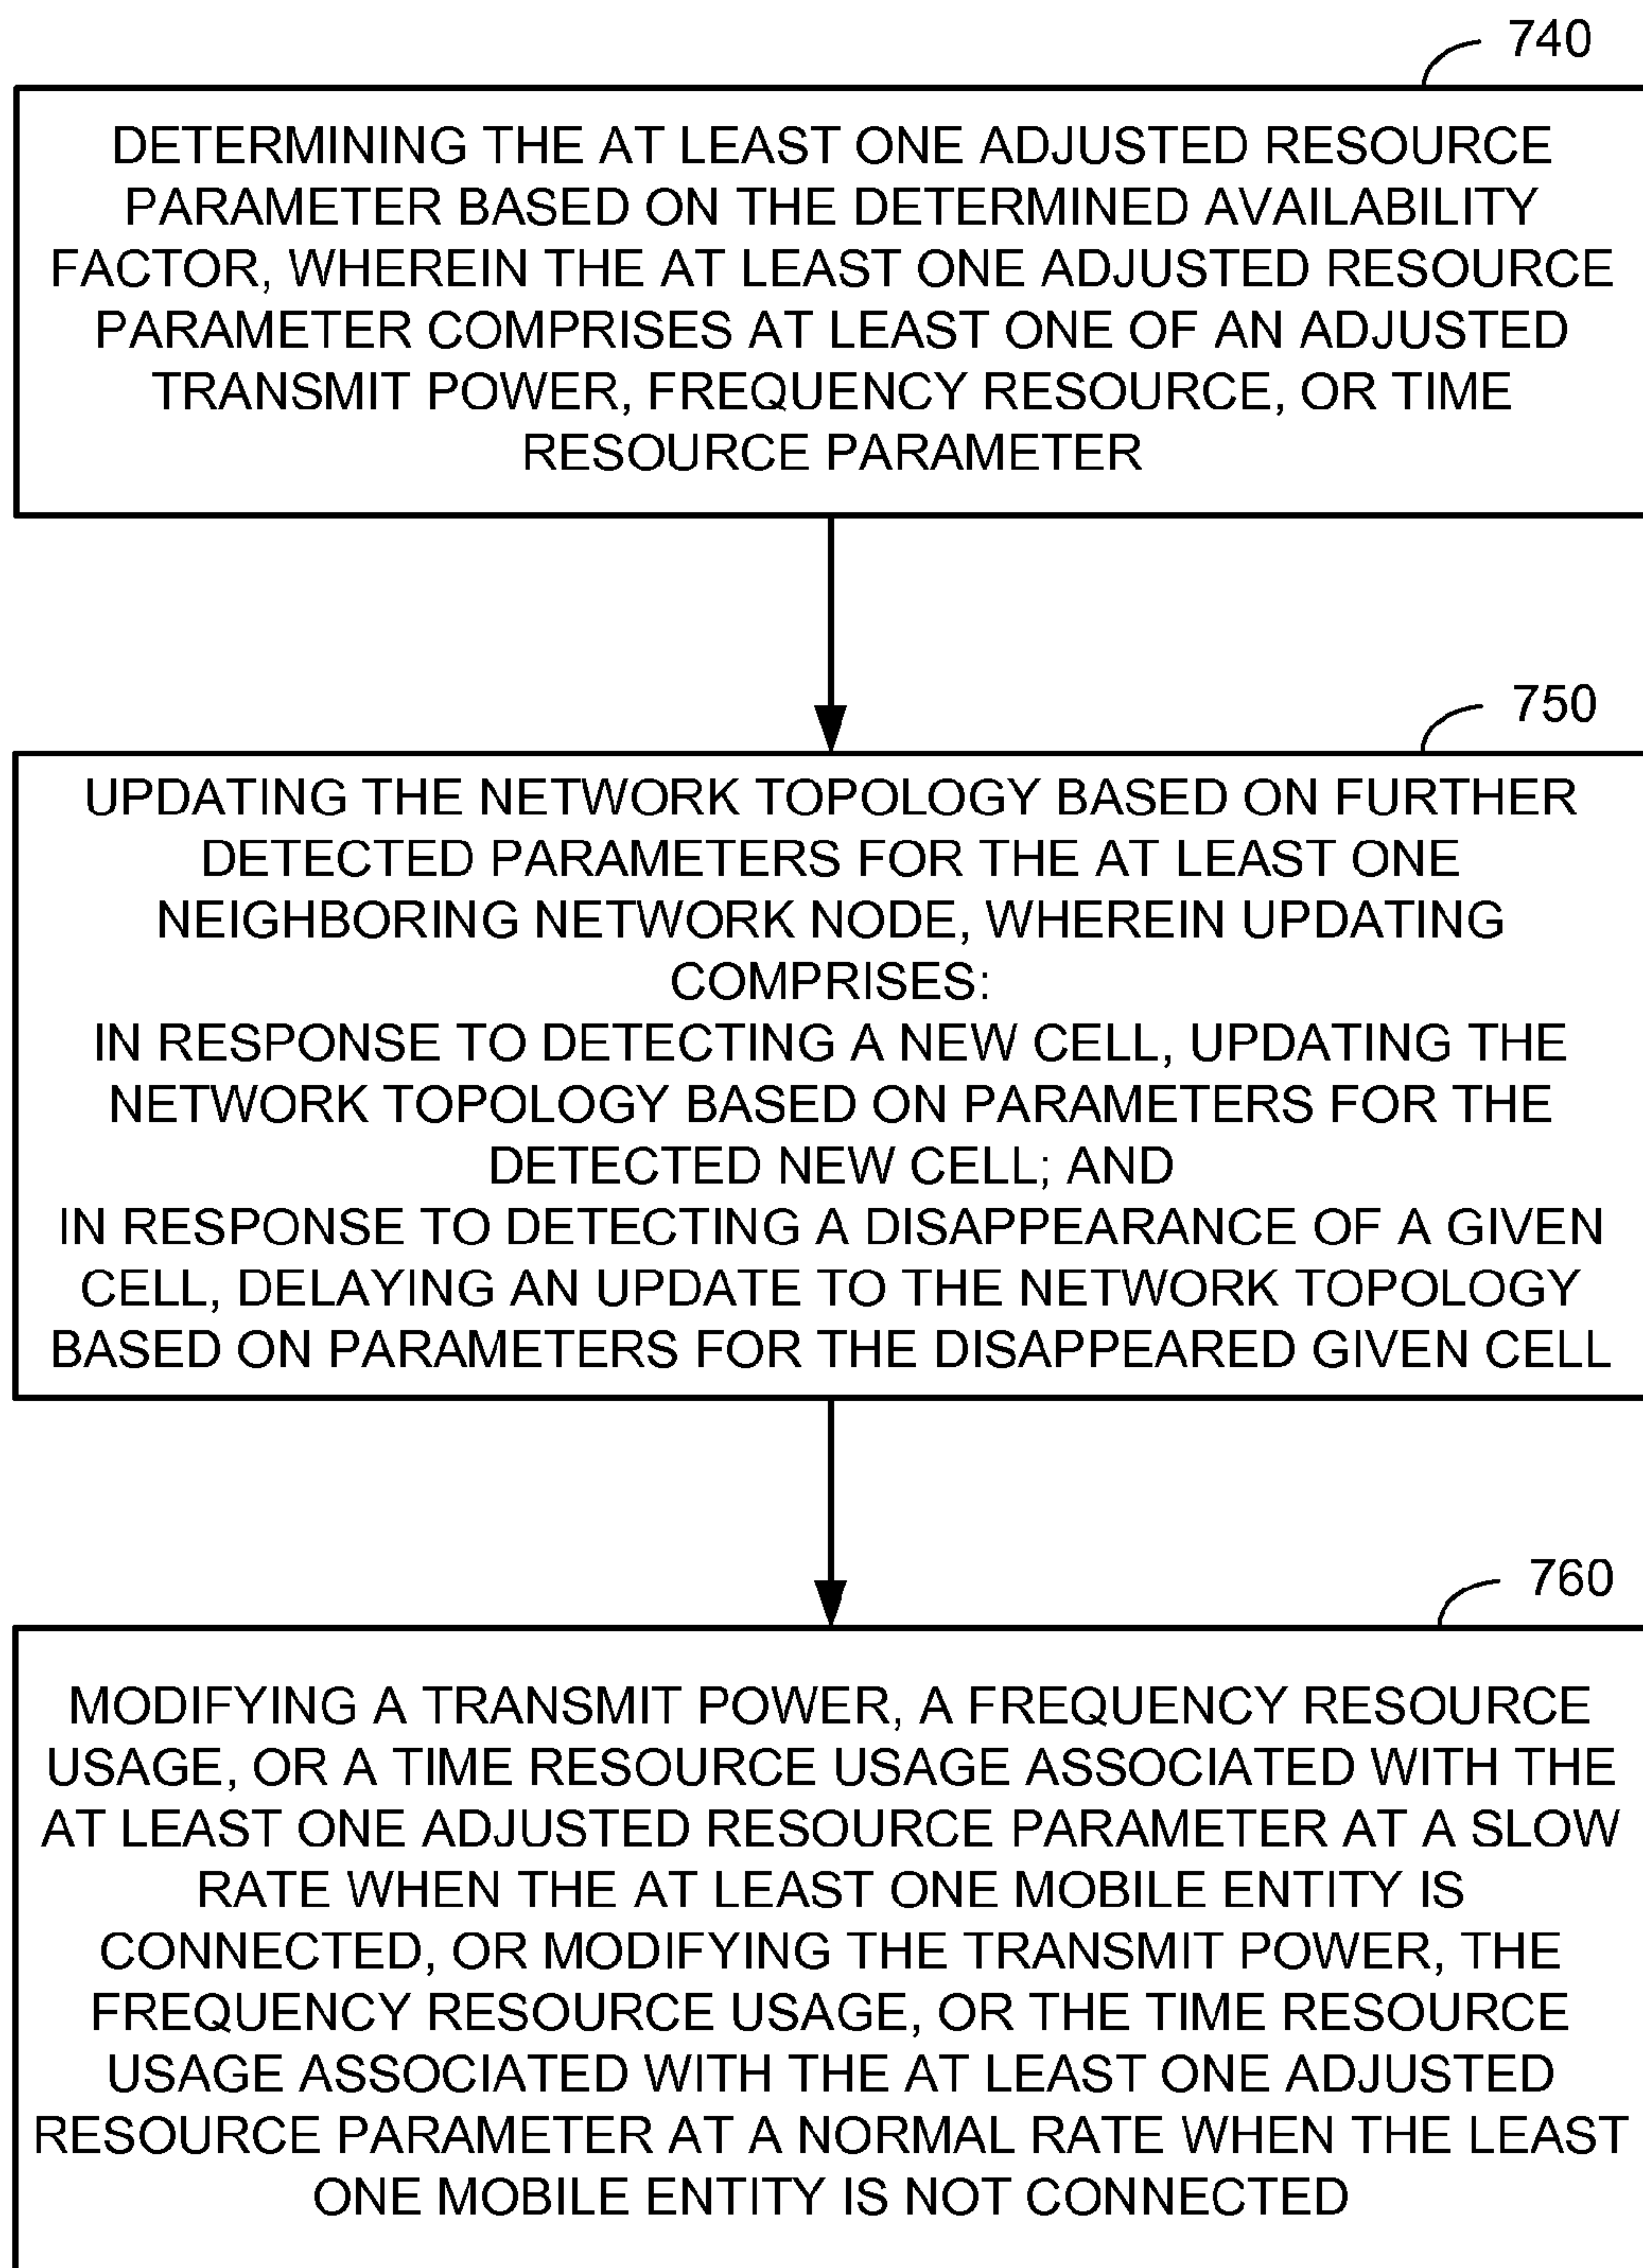 740
DETERMINING THE AT LEAST ONE ADJUSTED RESOURCE
PARAMETER BASED ON THE DETERMINED AVAILABILITY
FACTOR, WHEREIN THE AT LEAST ONE ADJUSTED RESOURCE
PARAMETER COMPRISES AT LEAST ONE OF AN ADJUSTED
TRANSMIT POWER, FREQUENCY RESOURCE, OR TIME
RESOURCE PARAMETER
750
UPDATING THE NETWORK TOPOLOGY BASED ON FURTHER
DETECTED PARAMETERS FOR THE AT LEAST ONE
NEIGHBORING NETWORK NODE, WHEREIN UPDATING
COMPRISES:
IN RESPONSE TO DETECTING A NEW CELL, UPDATING THE
NETWORK TOPOLOGY BASED ON PARAMETERS FOR THE
DETECTED NEW CELL; AND
IN RESPONSE TO DETECTING A DISAPPEARANCE OF A GIVEN
CELL, DELAYING AN UPDATE TO THE NETWORK TOPOLOGY
BASED ON PARAMETERS FOR THE DISAPPEARED GIVEN CELL
760
MODIFYING A TRANSMIT POWER, A FREQUENCY RESOURCE
USAGE, OR A TIME RESOURCE USAGE ASSOCIATED WITH THE
AT LEAST ONE ADJUSTED RESOURCE PARAMETER AT A SLOW
RATE WHEN THE AT LEAST ONE MOBILE ENTITY IS
CONNECTED, OR MODIFYING THE TRANSMIT POWER, THE
FREQUENCY RESOURCE USAGE, OR THE TIME RESOURCE
USAGE ASSOCIATED WITH THE AT LEAST ONE ADJUSTED
RESOURCE PARAMETER AT A NORMAL RATE WHEN THE LEAST
ONE MOBILE ENTITY IS NOT CONNECTED